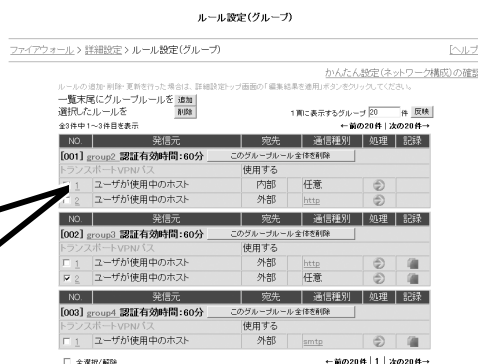 ルール設定(グループ)
ファイアウォール > 詳細設定 > ルール設定(グループ) [ヘルプ
かんたん設定(ネットワーク構成)の確認
ルールの追加・削除・更新を行った場合は、詳細設定トップ画面の「編集結果を適用」ボタンをクリックしてください。
一覧末尾にグループルールを 追加
選択したルールを 削除 1頁に表示するグループ 20 件 反映
全3件中1~3件目を表示 ←前の20件 | 次の20件→
NO. 発信元 宛先 通信種別 処理 記録
[001] group2 認証有効時間:60分 このグループルール全体を削除
トランスポートVPNパス 使用する
1 ユーザが使用中のホスト 内部 任意
2 ユーザが使用中のホスト 外部 http
NO. 発信元 宛先 通信種別 処理 記録
[002] group3 認証有効時間:60分 このグループルール全体を削除
トランスポートVPNパス 使用する
1 ユーザが使用中のホスト 外部 http
2 ユーザが使用中のホスト 外部 任意
NO. 発信元 宛先 通信種別 処理 記録
[003] group4 認証有効時間:60分 このグループルール全体を削除
トランスポートVPNパス 使用する
1 ユーザが使用中のホスト 外部 smtp
全選択/解除 ←前の20件 | 1 | 次の20件→